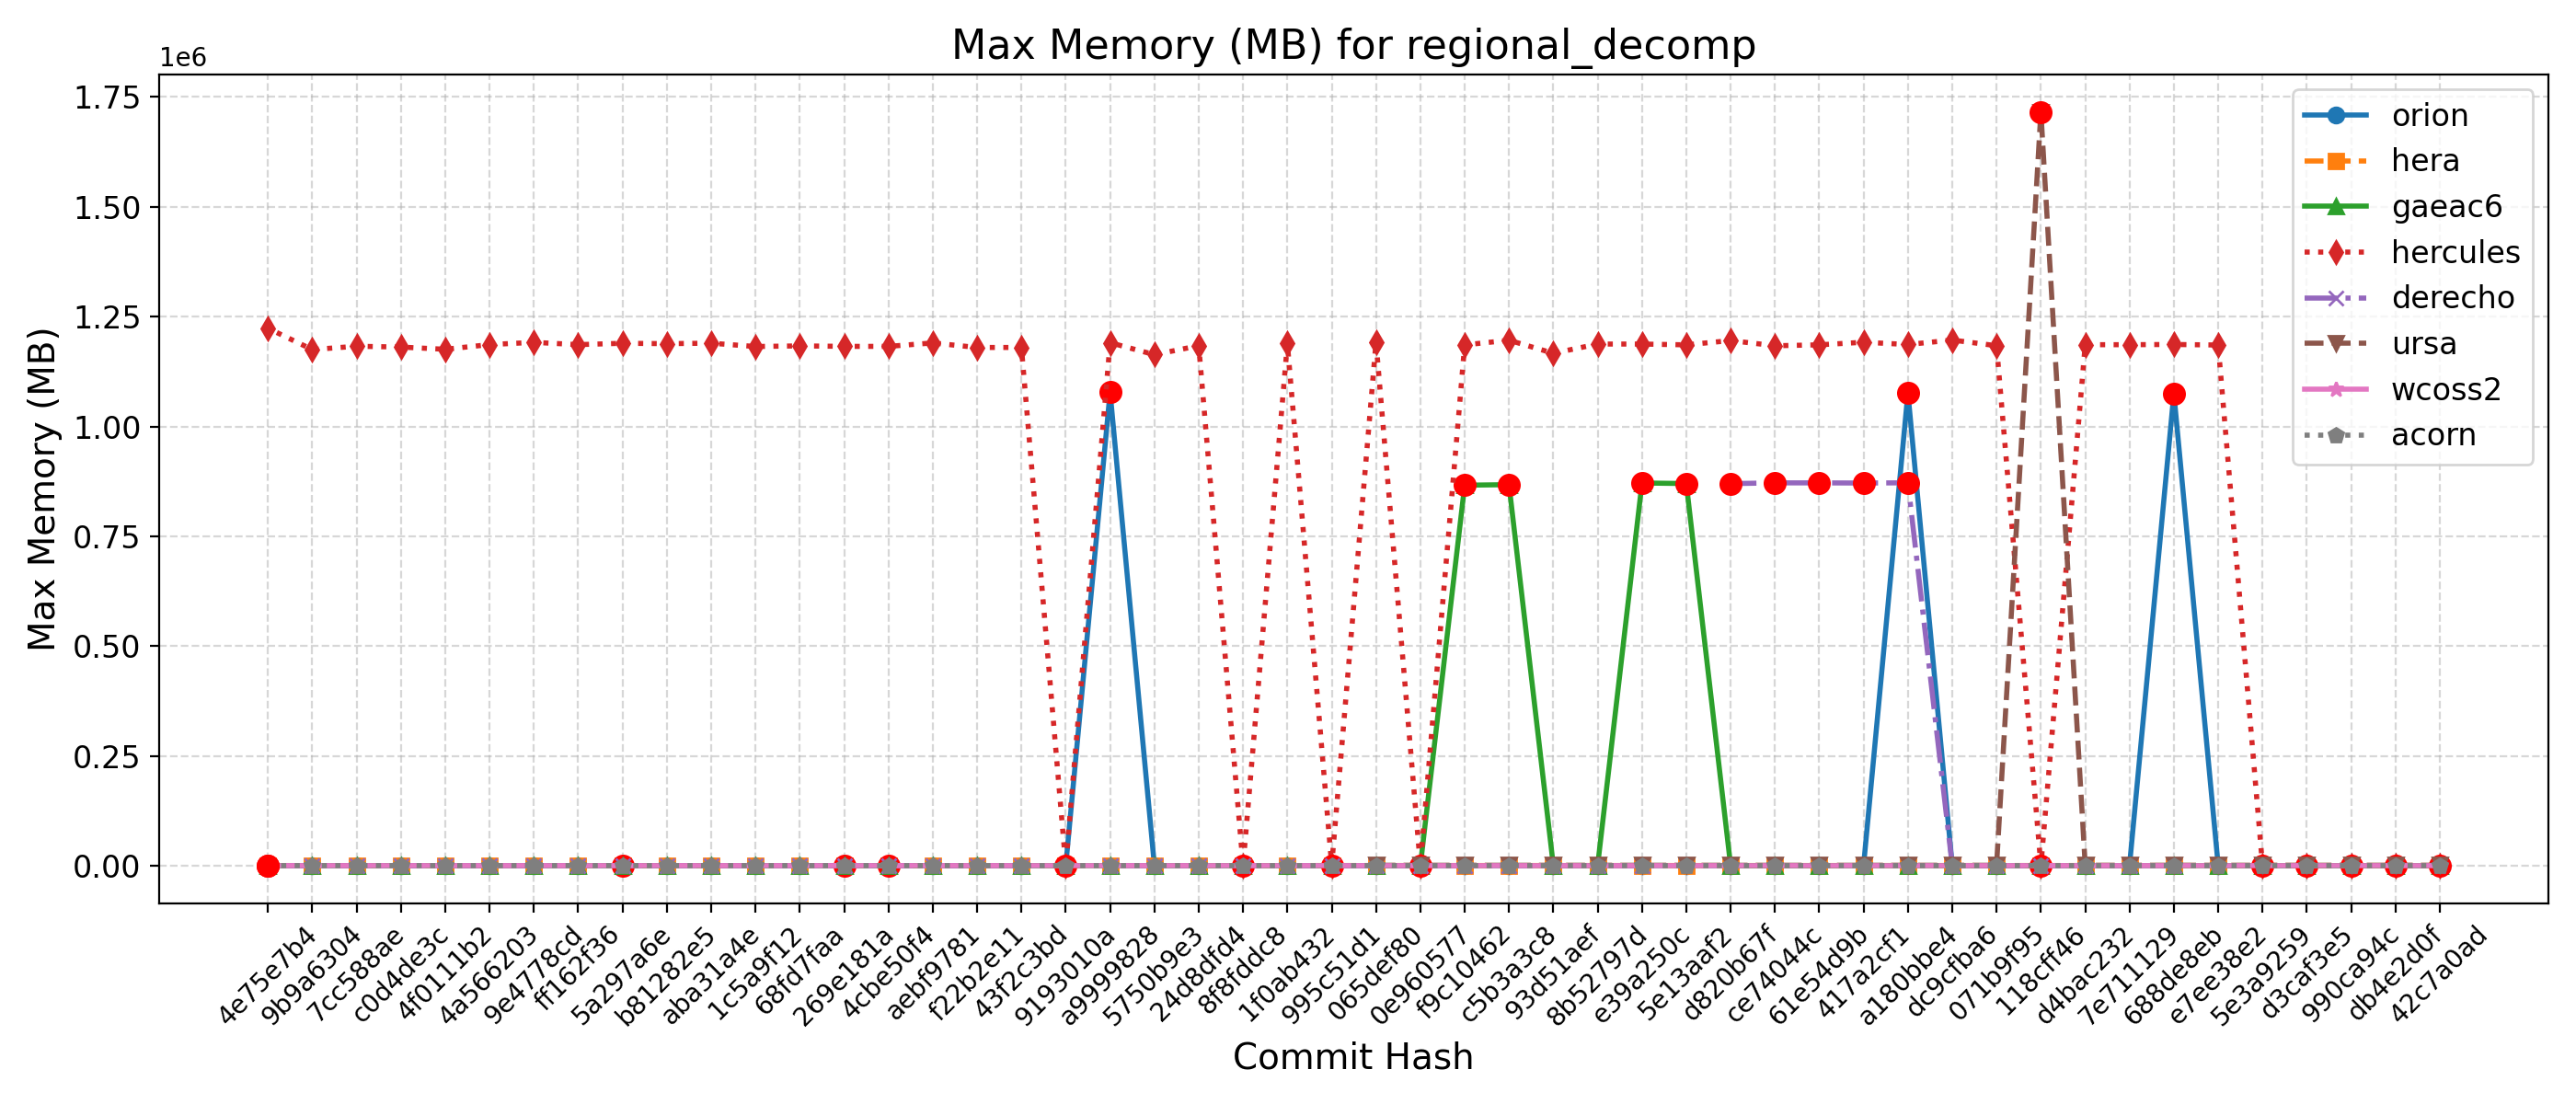 Max Memory (MB) for regional_decomp
1e6
1.75
1.50
1.25
1.00
0.75
0.50
0.25
0.00
Max Memory (MB)
orion
hera
gaeac6
hercules
derecho
ursa
wcoss2
acorn
4e75e7b4
9b9a6304
7cc588ae
c0d4de3c
4f0111b2
4a566203
9e4778cd
ff162f36
5a297a6e
b81282e5
aba31a4e
1c5a9f12
68fd7faa
269e181a
4cbe50f4
aebf9781
f22b2e11
43f2c3bd
9193010a
a9999828
5750b9e3
24d8dfd4
8f8fddc8
1f0ab432
995c51d1
065def80
0e960577
f9c10462
c5b3a3c8
93d51aef
8b52797d
e39a250c
5e13aaf2
d820b67f
ce74044c
61e54d9b
417a2cf1
a180bbe4
dc9cfba6
071b9f95
118cff46
d4bac232
7e711129
688de8eb
e7ee38e2
5e3a9259
d3caf3e5
990ca94c
db4e2d0f
42c7a0ad
Commit Hash